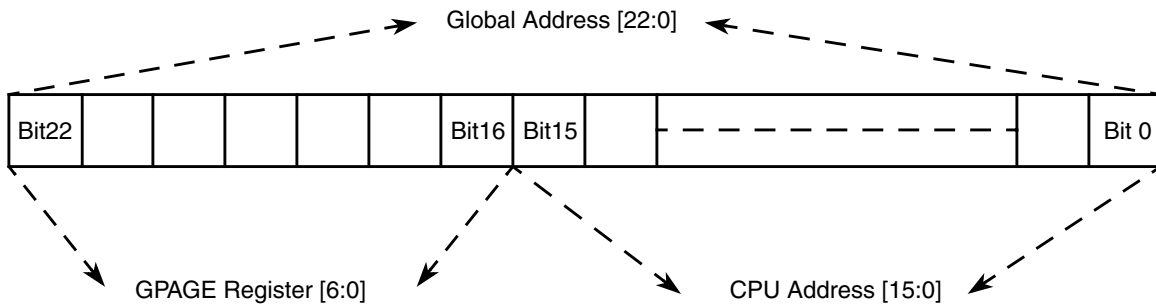 Global Address [22:0]
Bit22 Bit16 Bit15 Bit 0
GPAGE Register [6:0] CPU Address [15:0]